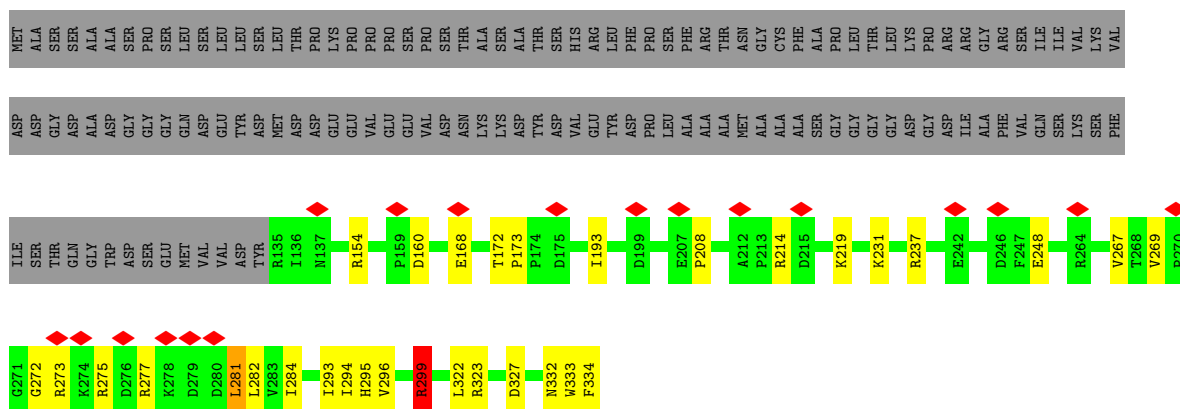 MET ALA SER SER ALA ALA SER PRO SER LEU SER LEU LEU SER LEU THR PRO LYS PRO PRO PRO SER PRO SER THR ALA SER ALA THR SER HIS ARG LEU PHE PRO SER PHE ARG THR ASN GLY CYS PHE ALA PRO LEU THR LEU LYS PRO ARG ARG GLY ARG SER ILE ILE VAL LYS VAL
ASP ASP GLY ASP ALA ASP GLY GLY GLY GLN ASP GLU TYR ASP MET ASP ASP GLU GLU VAL GLU GLU VAL ASP ASN LYS LYS ASP TYR ASP VAL GLU TYR ASP PRO LEU ALA ALA ALA MET ALA ALA ALA SER GLY GLY GLY GLY ASP GLY ASP ILE ALA PHE VAL GLN SER LYS SER PHE
ILE SER THR GLN GLY TRP ASP SER GLU MET VAL VAL ASP TYR R135 I136 N137 R154 P159 D160 E168 T172 P173 P174 D175 I193 D199 E207 P208 A212 P213 R214 D215 K219 K231 R237 E242 D246 F247 E248 R264 V267 T268 V269 P270
G271 G272 R273 K274 R275 D276 R277 K278 D279 D280 L281 L282 V283 I284 I293 I294 H295 V296 R299 L322 R323 D327 N332 W333 F334